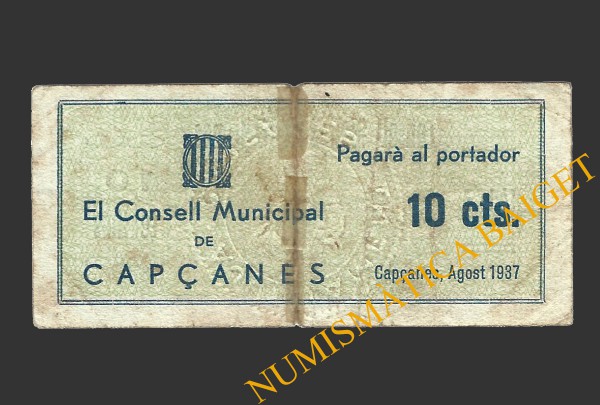 El Consell Municipal
DE
CAPÇANES
Pagarà al portador
10 cts.
Capçanes, Agost 1937
NUMISMÀTICA BAIGET